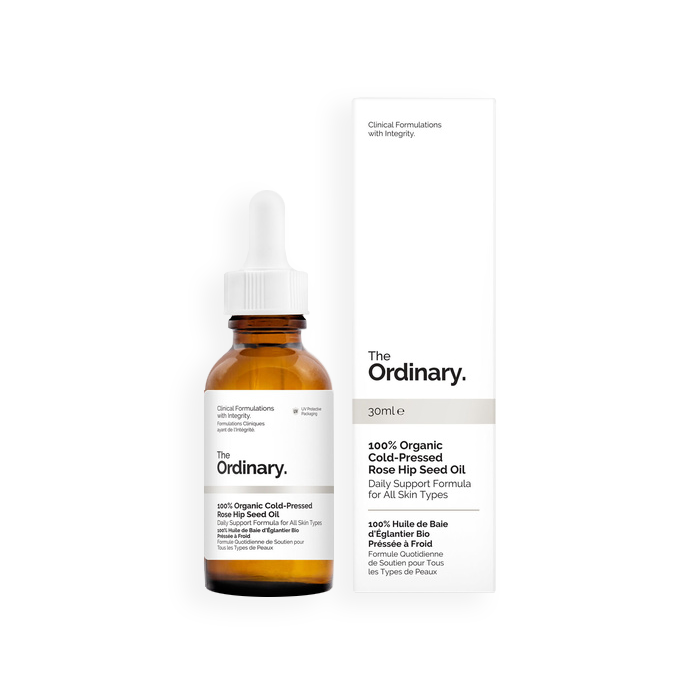 Clinical Formulations
with Integrity.
Formulations Cliniques
ayant de l'Intégrité.
UV Protective
Packaging
The
Ordinary.
100% Organic Cold-Pressed
Rose Hip Seed Oil
Daily Support Formula for All Skin Types
100% Huile de Baie d'Églantier Bio
Préssée à Froid
Formule Quotidienne de Soutien pour
Tous les Types de Peaux
Clinical Formulations
with Integrity.
The
Ordinary.
30ml ℮
100% Organic
Cold-Pressed
Rose Hip Seed Oil
Daily Support Formula
for All Skin Types
100% Huile de Baie
d'Églantier Bio
Préssée à Froid
Formule Quotidienne
de Soutien pour Tous
les Types de Peaux